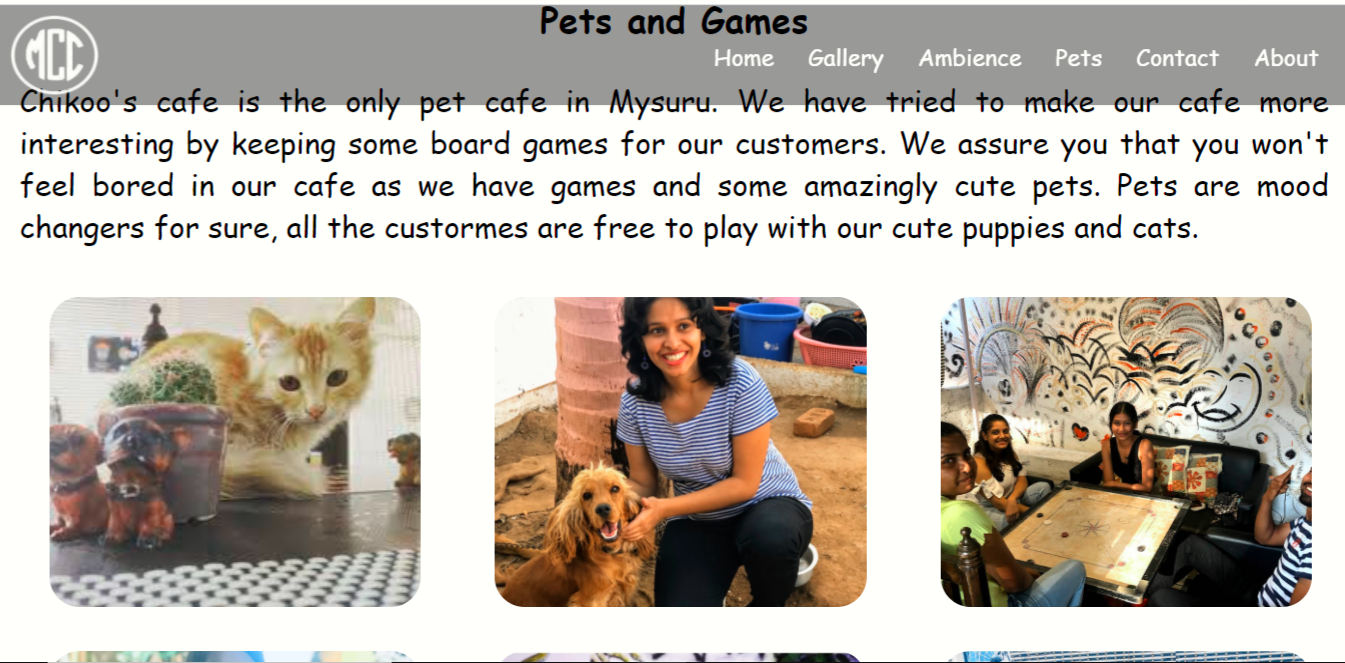 Pets and Games
MCC
Home Gallery Ambience Pets Contact About
Chikoo's cafe is the only pet cafe in Mysuru. We have tried to make our cafe more
interesting by keeping some board games for our customers. We assure you that you won't
feel bored in our cafe as we have games and some amazingly cute pets. Pets are mood
changers for sure, all the custormes are free to play with our cute puppies and cats.